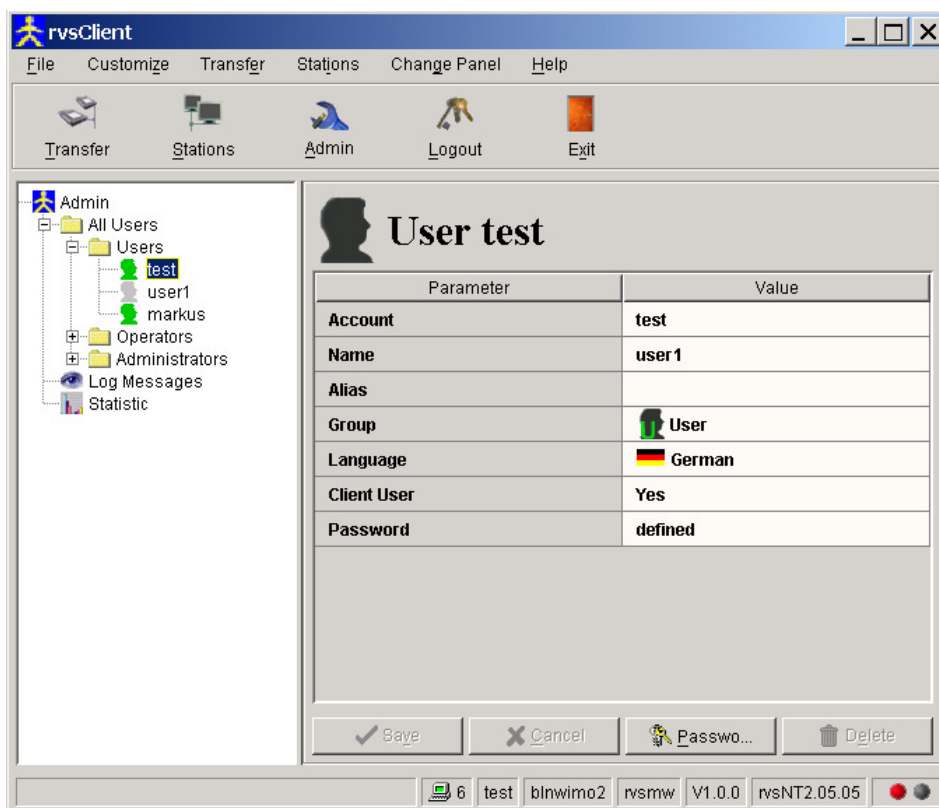 rvsClient
File Customize Transfer Stations Change Panel Help
Transfer Stations Admin Logout Exit
Admin
All Users
Users
test
user1
markus
Operators
Administrators
Log Messages
Statistic
User test
Parameter Value
Account test
Name user1
Alias
Group User
Language German
Client User Yes
Password defined
Save Cancel Passwo... Delete
6 test blnwimo2 rvsmw V1.0.0 rvsNT2.05.05